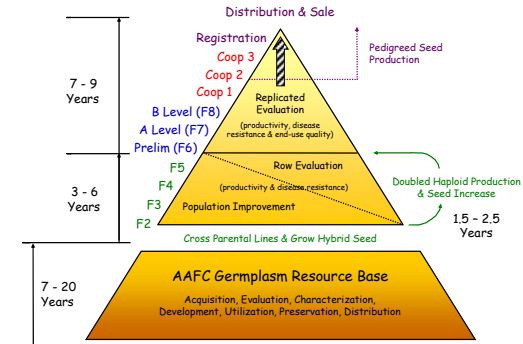 Distribution & Sale
Registration
Pedigreed Seed
Production
Coop 3
Coop 2
Coop 1
7 - 9
Years
Replicated
Evaluation
(productivity, disease
resistance & end-use quality)
B Level (F8)
A Level (F7)
Prelim (F6)
F5
F4
F3
F2
3 - 6
Years
Row Evaluation
(productivity & disease resistance)
Population Improvement
Doubled Haploid Production
& Seed Increase
1.5 - 2.5
Years
Cross Parental Lines & Grow Hybrid Seed
7 - 20
Years
AAFC Germplasm Resource Base
Acquisition, Evaluation, Characterization,
Development, Utilization, Preservation, Distribution